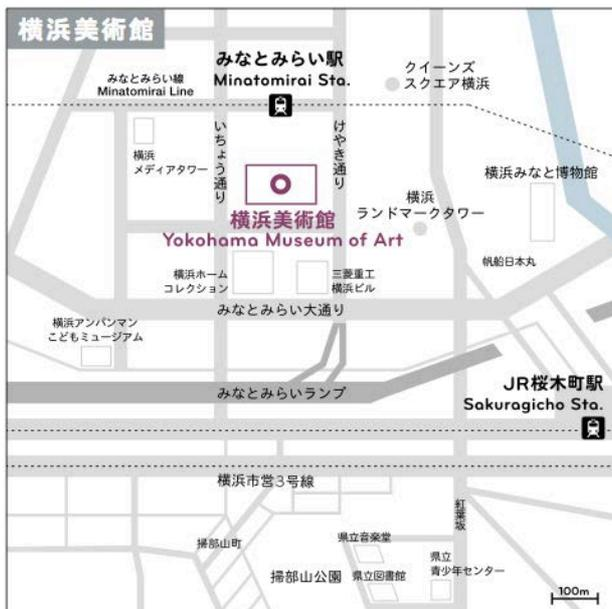 横浜美術館
みなとみらい駅
Minatomirai Sta.
みなとみらい線
Minatomirai Line
クイーンズ
スクエア横浜
いちょう通り
けやき通り
横浜
メディアタワー
横浜みなと博物館
横浜
ランドマークタワー
横浜美術館
Yokohama Museum of Art
帆船日本丸
横浜ホーム
コレクション
三菱重工
横浜ビル
みなとみらい大通り
横浜アンパンマン
こどもミュージアム
みなとみらいランプ
JR桜木町駅
Sakuragicho Sta.
横浜市営3号線
紅葉坂
掃部山町
県立音楽堂
掃部山公園
県立図書館
県立
青少年センター
100m